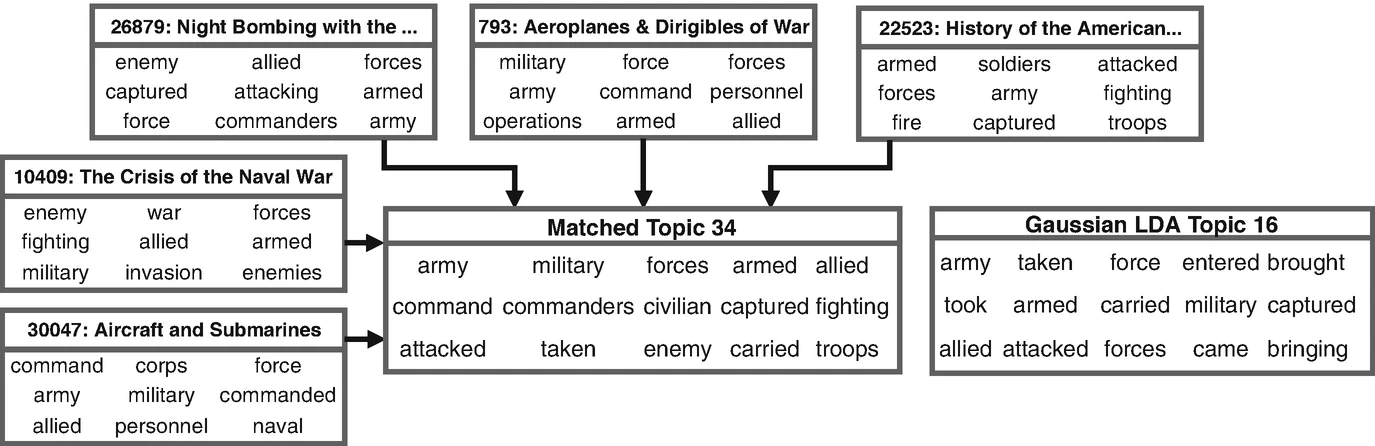 26879: Night Bombing with the ...
enemy allied forces
captured attacking armed
force commanders army
793: Aeroplanes & Dirigibles of War
military force forces
army command personnel
operations armed allied
22523: History of the American...
armed soldiers attacked
forces army fighting
fire captured troops
10409: The Crisis of the Naval War
enemy war forces
fighting allied armed
military invasion enemies
30047: Aircraft and Submarines
command corps force
army military commanded
allied personnel naval
Matched Topic 34
army military forces armed allied
command commanders civilian captured fighting
attacked taken enemy carried troops
Gaussian LDA Topic 16
army taken force entered brought
took armed carried military captured
allied attacked forces came bringing